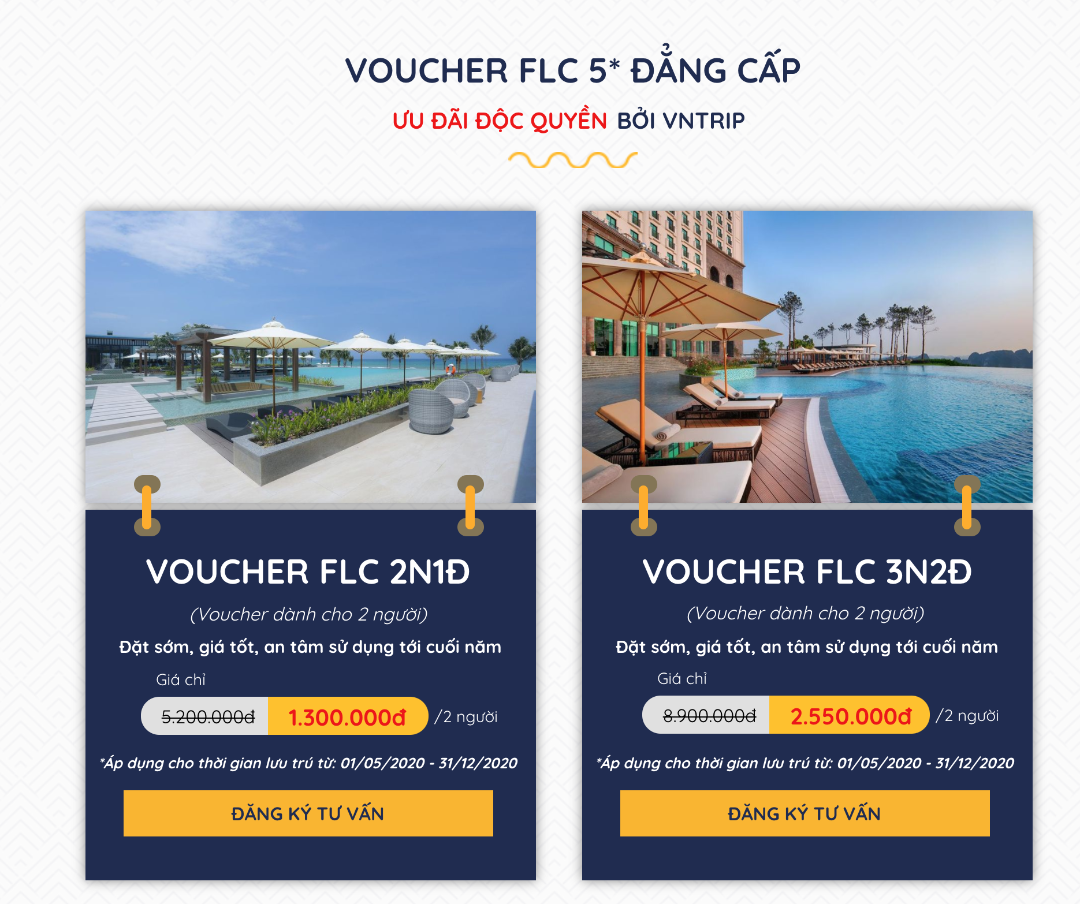 VOUCHER FLC 5* ĐẲNG CẤP
ƯU ĐÃI ĐỘC QUYỀN BỞI VNTRIP
VOUCHER FLC 2N1Đ
(Voucher dành cho 2 người)
Đặt sớm, giá tốt, an tâm sử dụng tới cuối năm
Giá chỉ
5.200.000đ 1.300.000đ /2 người
*Áp dụng cho thời gian lưu trú từ: 01/05/2020 - 31/12/2020
ĐĂNG KÝ TƯ VẤN
VOUCHER FLC 3N2Đ
(Voucher dành cho 2 người)
Đặt sớm, giá tốt, an tâm sử dụng tới cuối năm
Giá chỉ
8.900.000đ 2.550.000đ /2 người
*Áp dụng cho thời gian lưu trú từ: 01/05/2020 - 31/12/2020
ĐĂNG KÝ TƯ VẤN